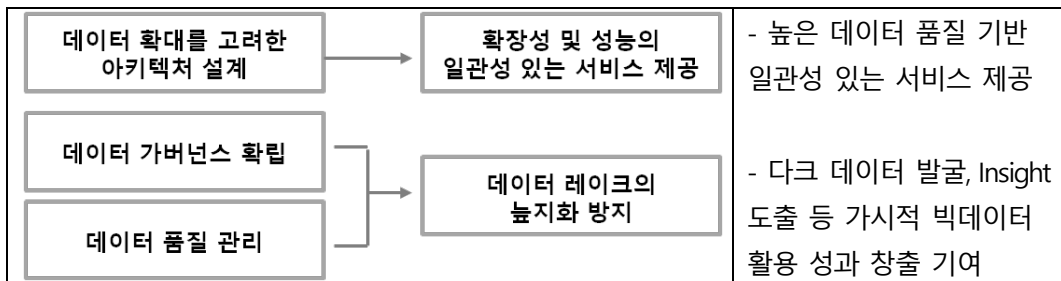 데이터 확대를 고려한
아키텍처 설계
확장성 및 성능의
일관성 있는 서비스 제공
데이터 가버넌스 확립
데이터 품질 관리
데이터 레이크의
늪지화 방지
- 높은 데이터 품질 기반
일관성 있는 서비스 제공
- 다크 데이터 발굴, Insight
도출 등 가시적 빅데이터
활용 성과 창출 기여